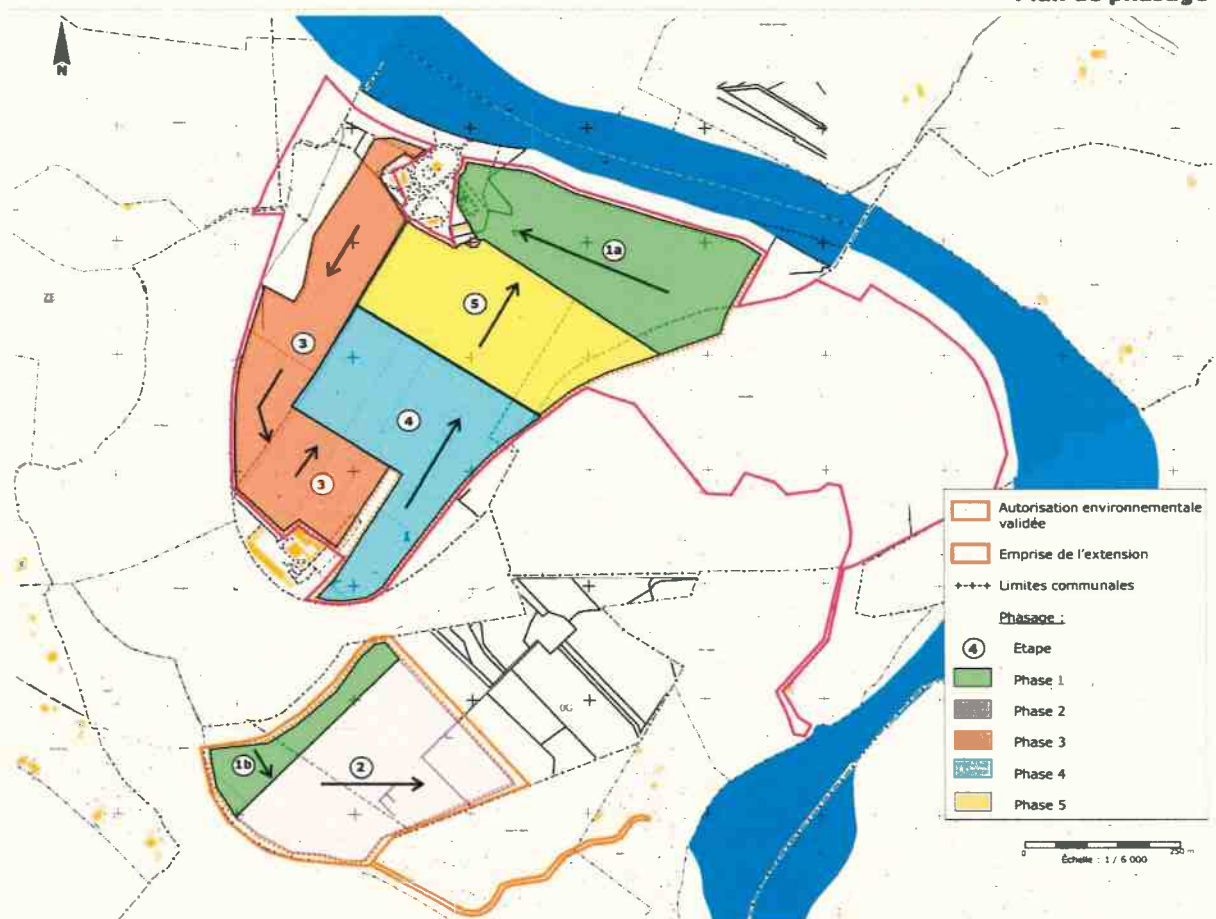 Plan de phasage
N
ZE
1a
5
3
4
3
0G
1b
2
Autorisation environnementale
validée
Emprise de l'extension
Limites communales
Phasage :
4 Etape
Phase 1
Phase 2
Phase 3
Phase 4
Phase 5
250 m
Échelle : 1 / 6 000